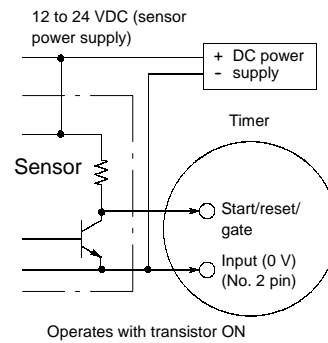 12 to 24 VDC (sensor
power supply)
+ DC power
- supply
Timer
Sensor
Start/reset/
gate
Input (0 V)
(No. 2 pin)
Operates with transistor ON